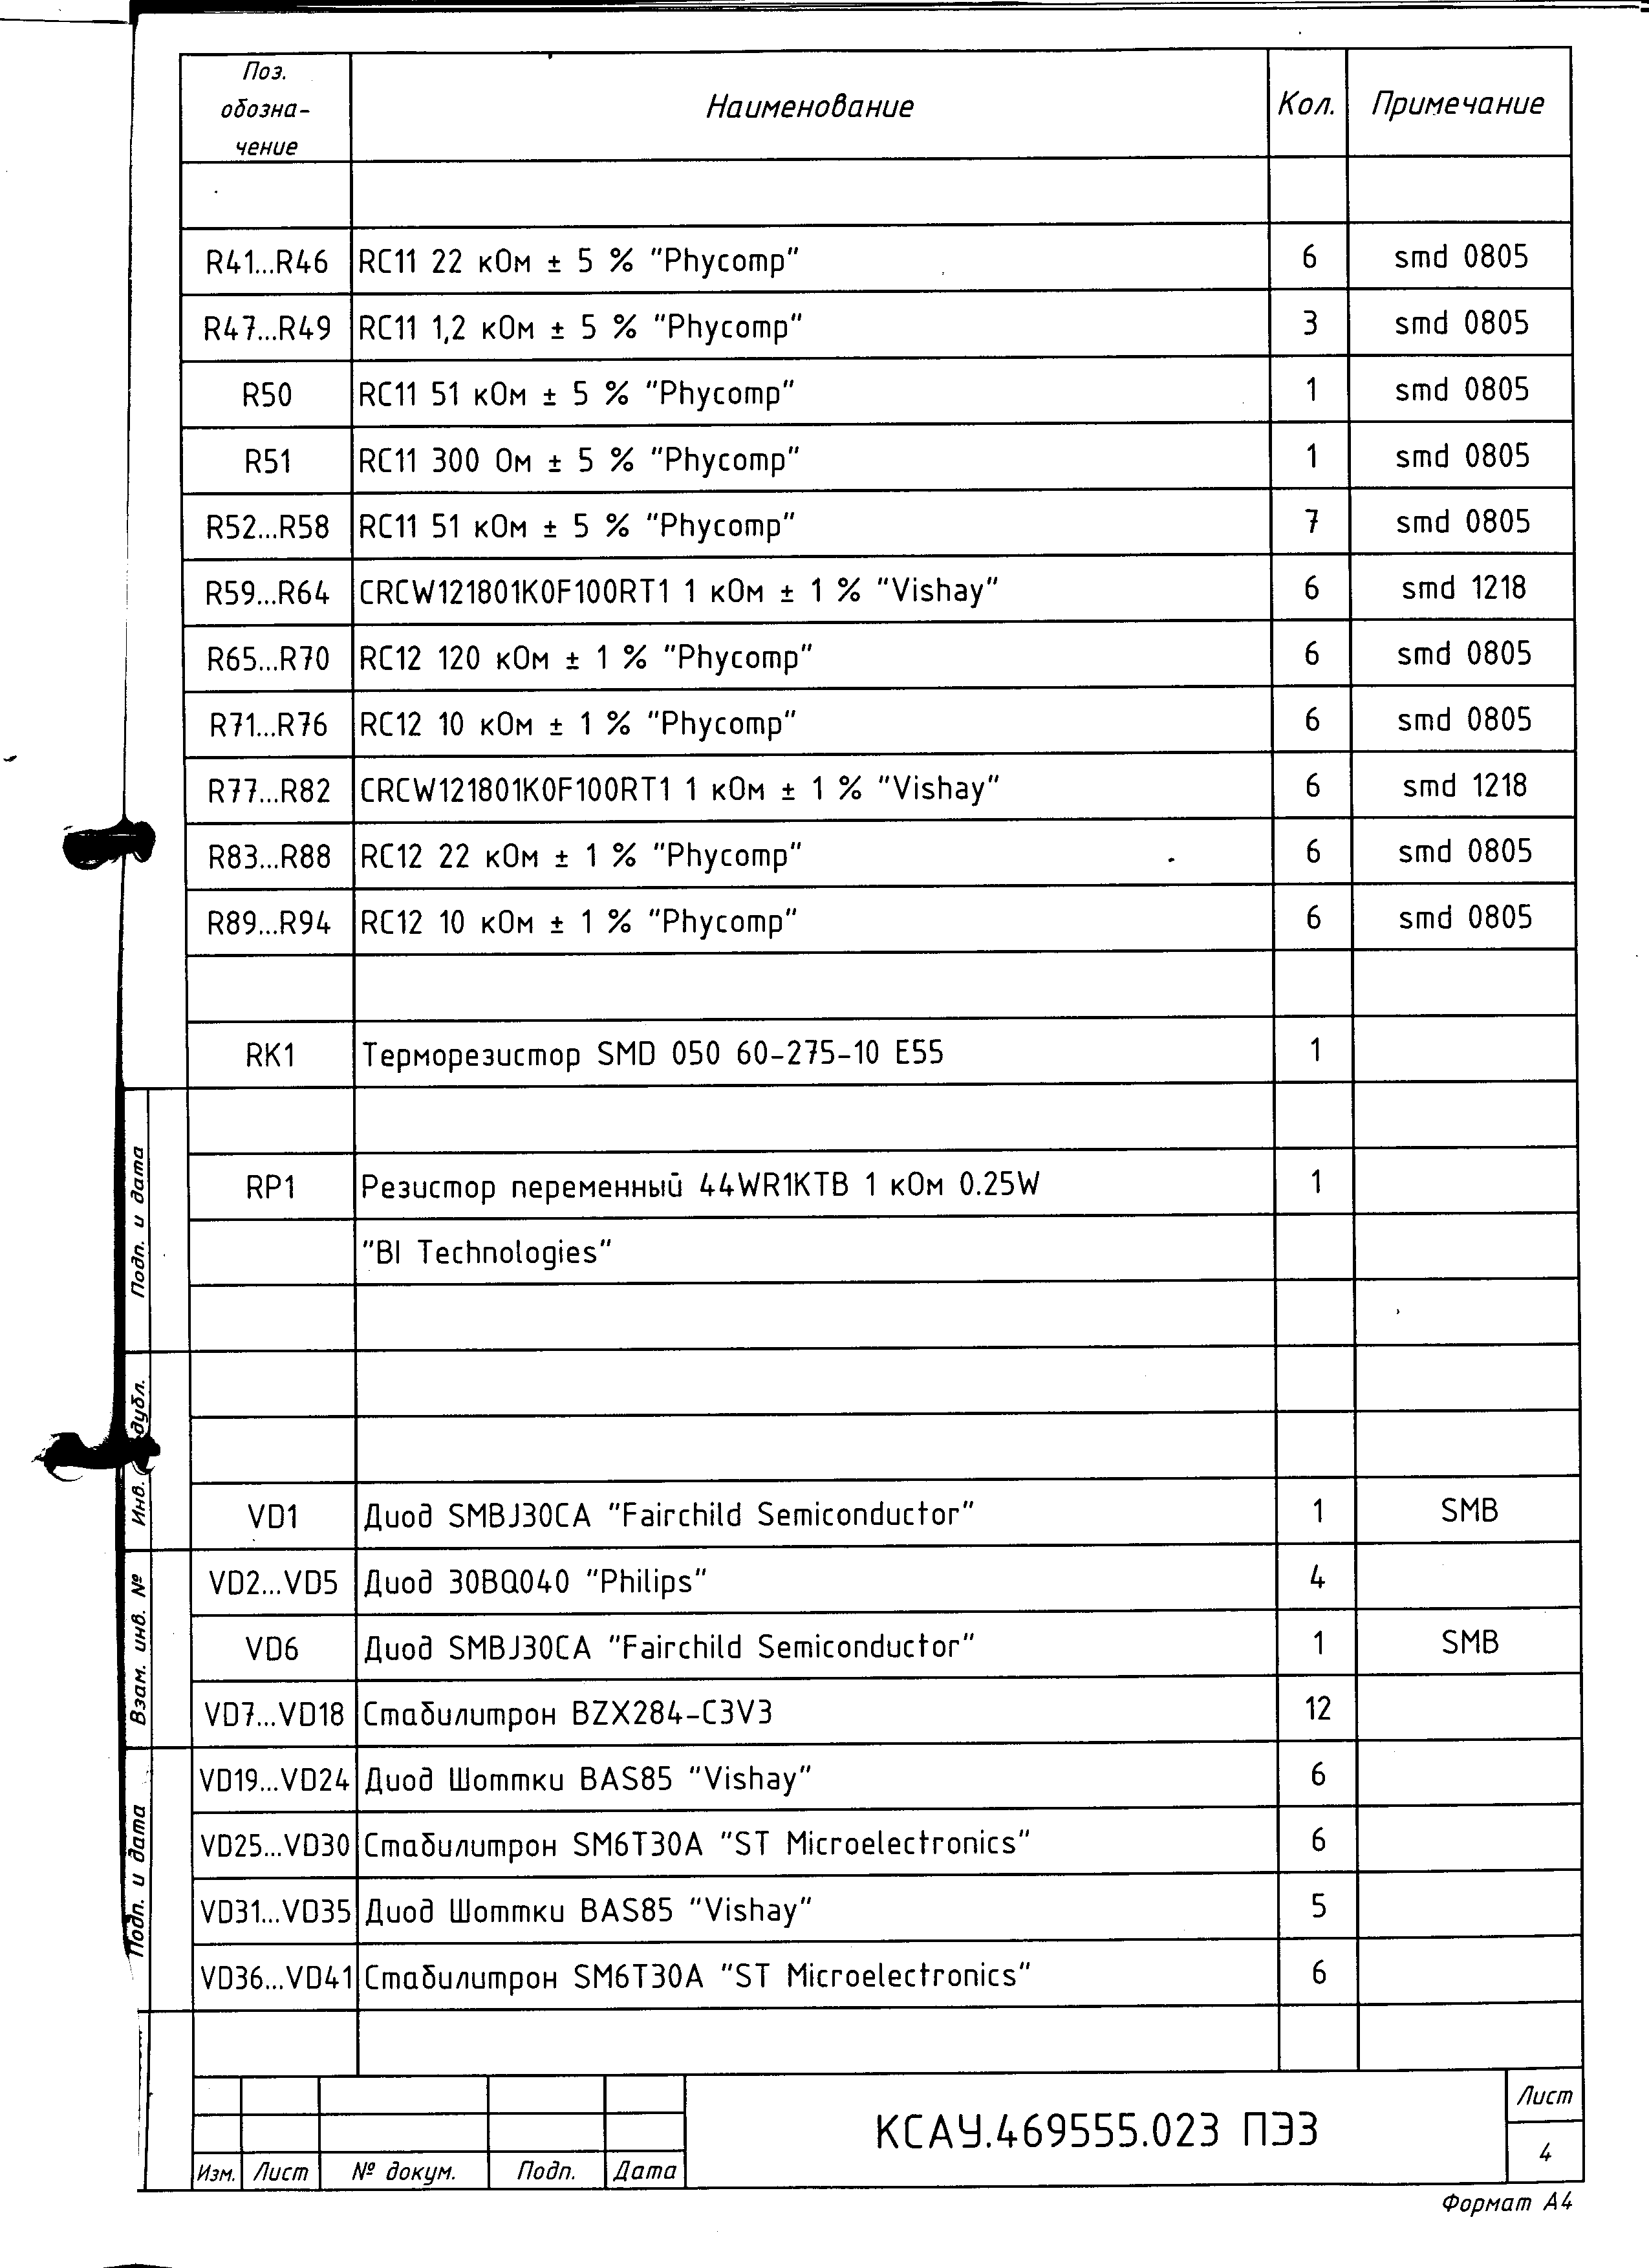 Поз.
обозна-
чение
Наименование
Кол.
Примечание
R41...R46 RC11 22 кОм ± 5 % "Phycomp" 6 smd 0805
R47...R49 RC11 1,2 кОм ± 5 % "Phycomp" 3 smd 0805
R50 RC11 51 кОм ± 5 % "Phycomp" 1 smd 0805
R51 RC11 300 Ом ± 5 % "Phycomp" 1 smd 0805
R52...R58 RC11 51 кОм ± 5 % "Phycomp" 7 smd 0805
R59...R64 CRCW121801K0F100RT1 1 кОм ± 1 % "Vishay" 6 smd 1218
R65...R70 RC12 120 кОм ± 1 % "Phycomp" 6 smd 0805
R71...R76 RC12 10 кОм ± 1 % "Phycomp" 6 smd 0805
R77...R82 CRCW121801K0F100RT1 1 кОм ± 1 % "Vishay" 6 smd 1218
R83...R88 RC12 22 кОм ± 1 % "Phycomp" 6 smd 0805
R89...R94 RC12 10 кОм ± 1 % "Phycomp" 6 smd 0805
RK1 Терморезистор SMD 050 60-275-10 E55 1
RP1 Резистор переменный 44WR1KTB 1 кОм 0.25W 1
"BI Technologies"
VD1 Диод SMBJ30CA "Fairchild Semiconductor" 1 SMB
VD2...VD5 Диод 30BQ040 "Philips" 4
VD6 Диод SMBJ30CA "Fairchild Semiconductor" 1 SMB
VD7...VD18 Стабилитрон BZX284-C3V3 12
VD19...VD24 Диод Шоттки BAS85 "Vishay" 6
VD25...VD30 Стабилитрон SM6T30A "ST Microelectronics" 6
VD31...VD35 Диод Шоттки BAS85 "Vishay" 5
VD36...VD41 Стабилитрон SM6T30A "ST Microelectronics" 6
Подп. и дата
Инв. дубл.
Взам. инв. №
Подп. и дата
Изм. Лист № докум. Подп. Дата
КСАУ.469555.023 ПЭ3
Лист
4
Формат А4